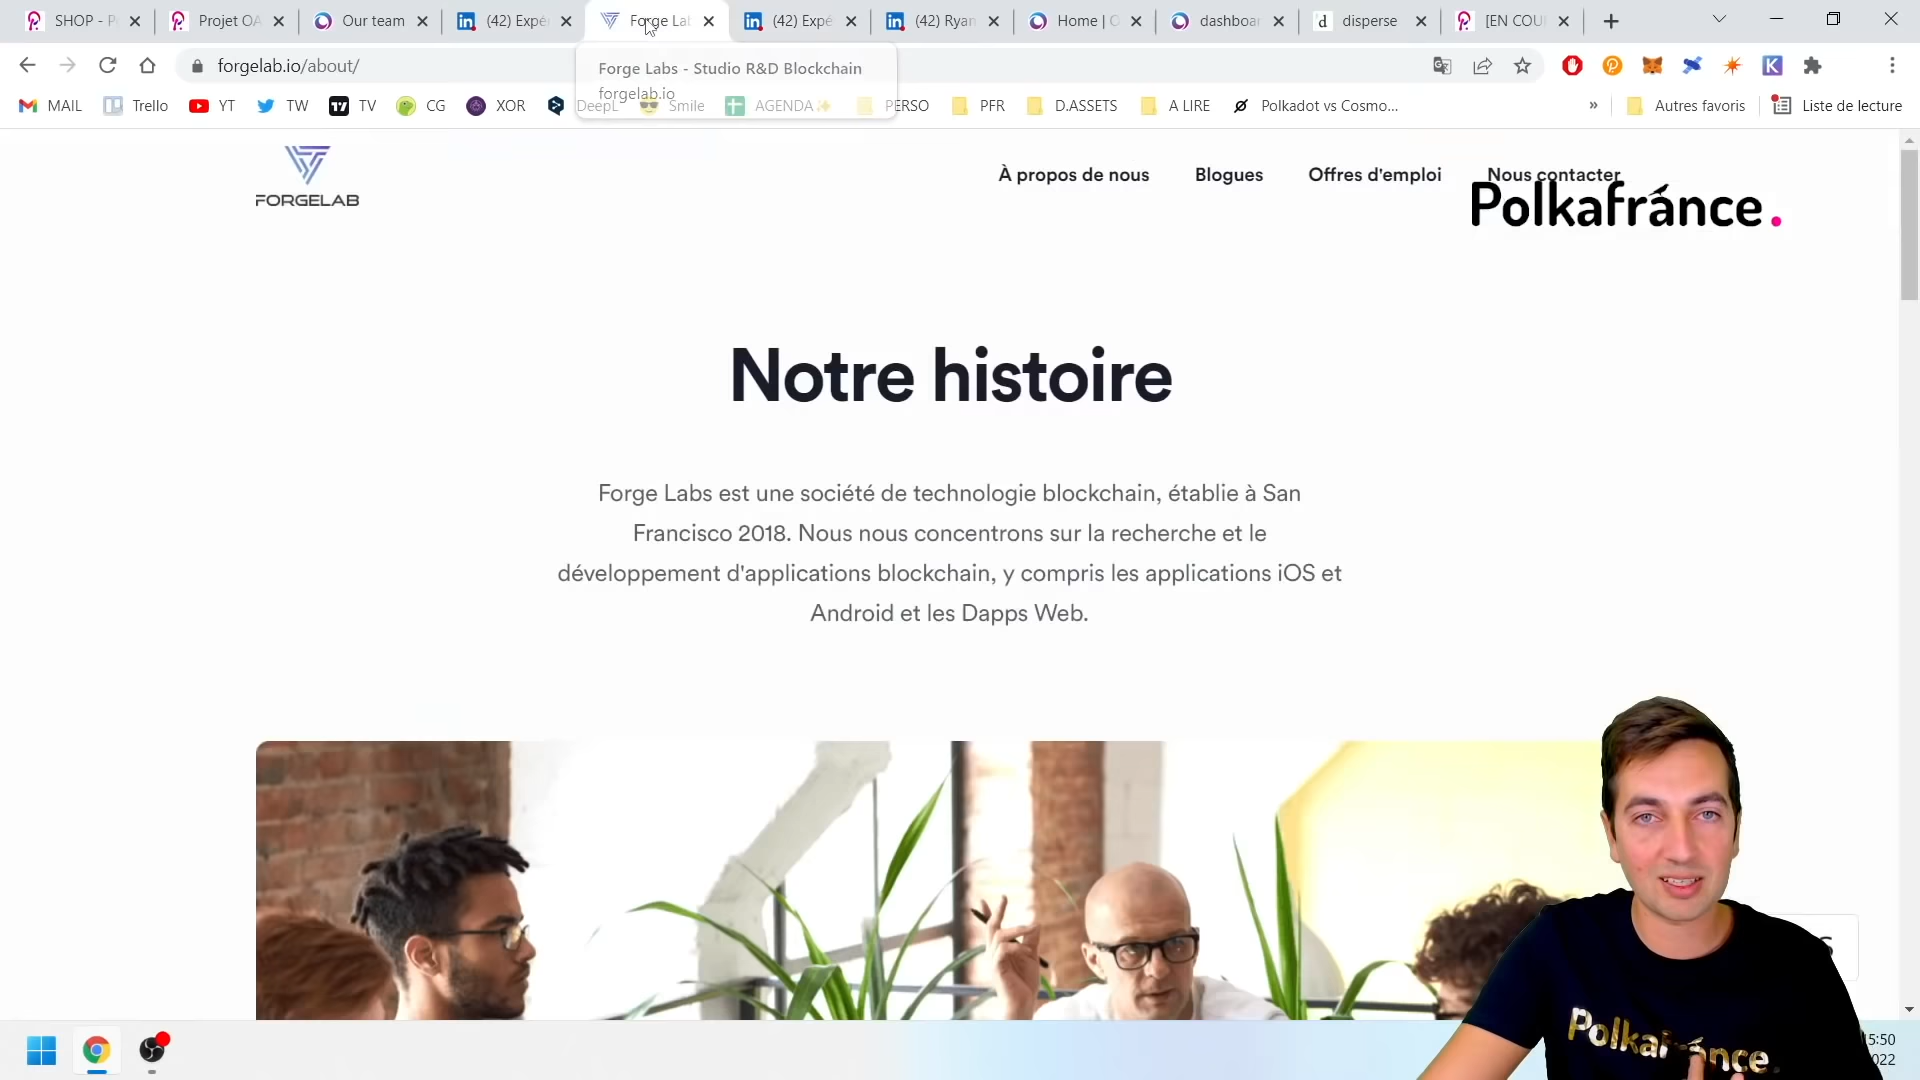 SHOP - P
Projet OA
Our team
(42) Expé
Forge Lab
(42) Expé
(42) Ryan
Home | O
dashboar
disperse
[EN COU
forgelab.io/about/
Forge Labs - Studio R&D Blockchain
forgelab.io
MAIL
Trello
YT
TW
TV
CG
XOR
DeepL
Smile
AGENDA
PERSO
PFR
D.ASSETS
A LIRE
Polkadot vs Cosmo...
»
Autres favoris
Liste de lecture
FORGELAB
À propos de nous
Blogues
Offres d'emploi
Nous contacter
Polkafránce.
Notre histoire
Forge Labs est une société de technologie blockchain, établie à San
Francisco 2018. Nous nous concentrons sur la recherche et le
développement d'applications blockchain, y compris les applications iOS et
Android et les Dapps Web.
Polkafránce.
5:50
022